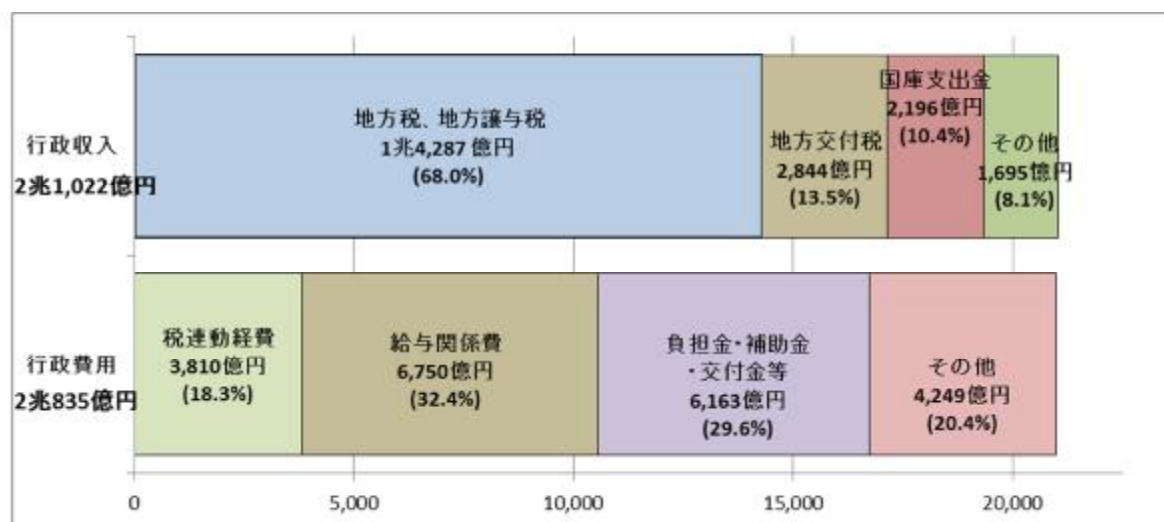 行政収入
2兆1,022億円
地方税、地方譲与税
1兆4,287億円
(68.0%)
地方交付税
2,844億円
(13.5%)
国庫支出金
2,196億円
(10.4%)
その他
1,695億円
(8.1%)
行政費用
2兆835億円
税連動経費
3,810億円
(18.3%)
給与関係費
6,750億円
(32.4%)
負担金・補助金
・交付金等
6,163億円
(29.6%)
その他
4,249億円
(20.4%)
0 5,000 10,000 15,000 20,000